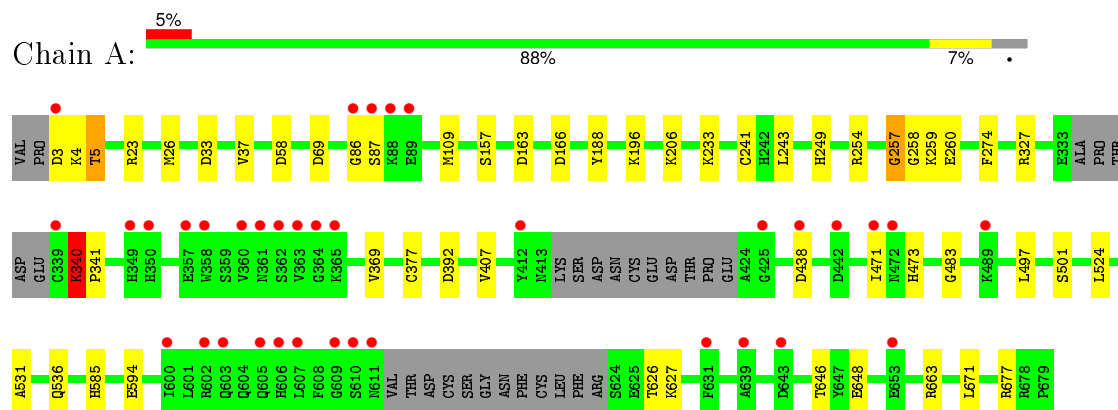 5%
Chain A:
88% 7% •
VAL PRO D3 K4 T5 R23 M26 D33 V37 D58 D69 G86 S87 K88 E89 M109 S157 D163 D166 Y188 K196 K206 K233 C241 H242 L243 H249 R254 G257 G258 K259 E260 F274 R327 E333 ALA PRO THR
ASP GLU C339 K340 P341 H349 H350 E357 W358 S359 V360 N361 S362 V363 G364 K365 V369 C377 D392 V407 Y412 N413 LYS SER ASP ASN CYS GLU ASP THR PRO GLU A424 G425 D438 D442 I471 N472 H473 G483 K489 L497 S501 L524
A531 Q536 H585 E594 I600 L601 R602 Q603 Q604 Q605 H606 L607 F608 G609 S610 N611 VAL THR ASP CYS SER GLY ASN PHE CYS LEU PHE ARG S624 E625 T626 K627 F631 A639 D643 T646 Y647 E648 E653 R663 L671 R677 R678 P679